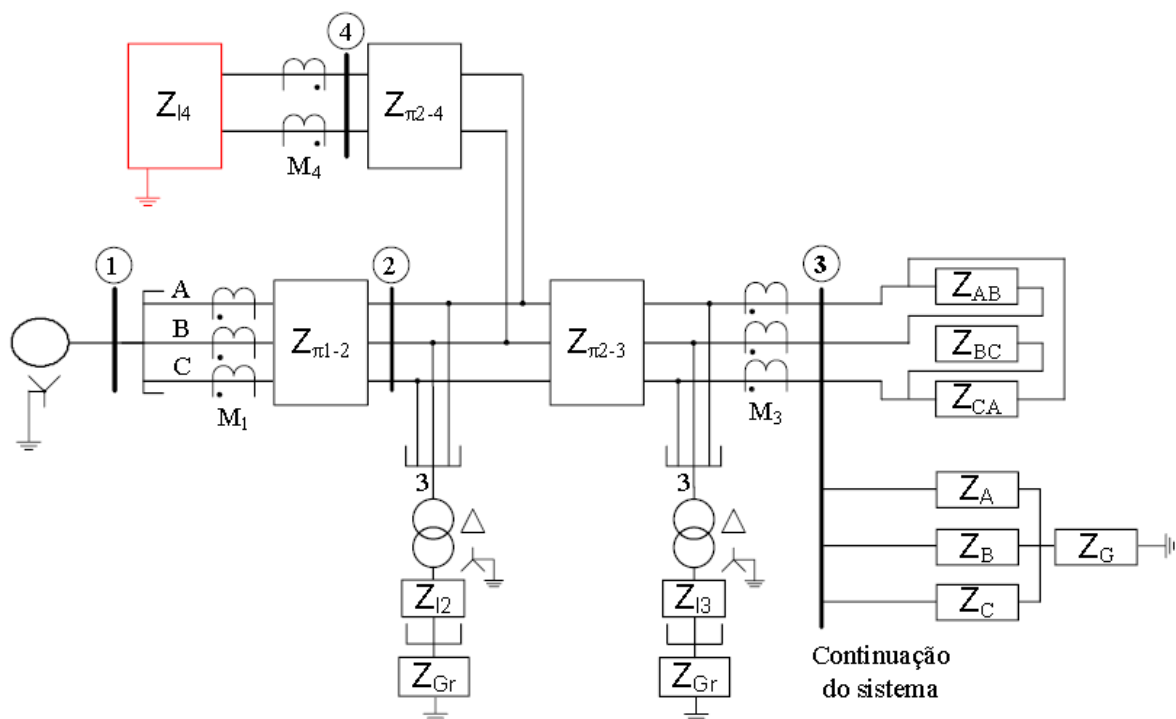 4
Z_l4
M_4
Z_π2-4
1
A
B
C
M_1
Z_π1-2
2
Z_π2-3
M_3
3
Z_AB
Z_BC
Z_CA
3
Δ
Z_l2
Z_Gr
3
Δ
Z_l3
Z_Gr
Z_A
Z_B
Z_C
Z_G
Continuação
do sistema